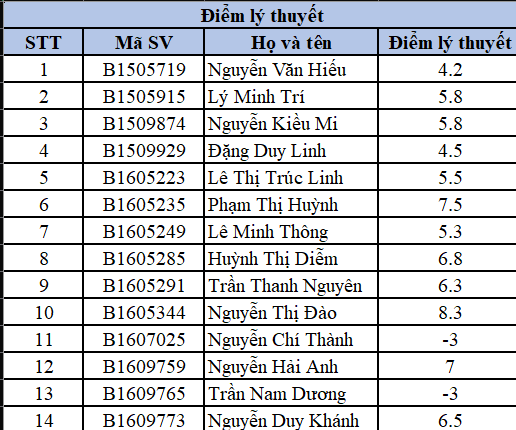 Điểm lý thuyết
STT Mã SV Họ và tên Điểm lý thuyết
1 B1505719 Nguyễn Văn Hiếu 4.2
2 B1505915 Lý Minh Trí 5.8
3 B1509874 Nguyễn Kiều Mi 5.8
4 B1509929 Đặng Duy Linh 4.5
5 B1605223 Lê Thị Trúc Linh 5.5
6 B1605235 Phạm Thị Huỳnh 7.5
7 B1605249 Lê Minh Thông 5.3
8 B1605285 Huỳnh Thị Diễm 6.8
9 B1605291 Trần Thanh Nguyên 6.3
10 B1605344 Nguyễn Thị Đào 8.3
11 B1607025 Nguyễn Chí Thành -3
12 B1609759 Nguyễn Hải Anh 7
13 B1609765 Trần Nam Dương -3
14 B1609773 Nguyễn Duy Khánh 6.5